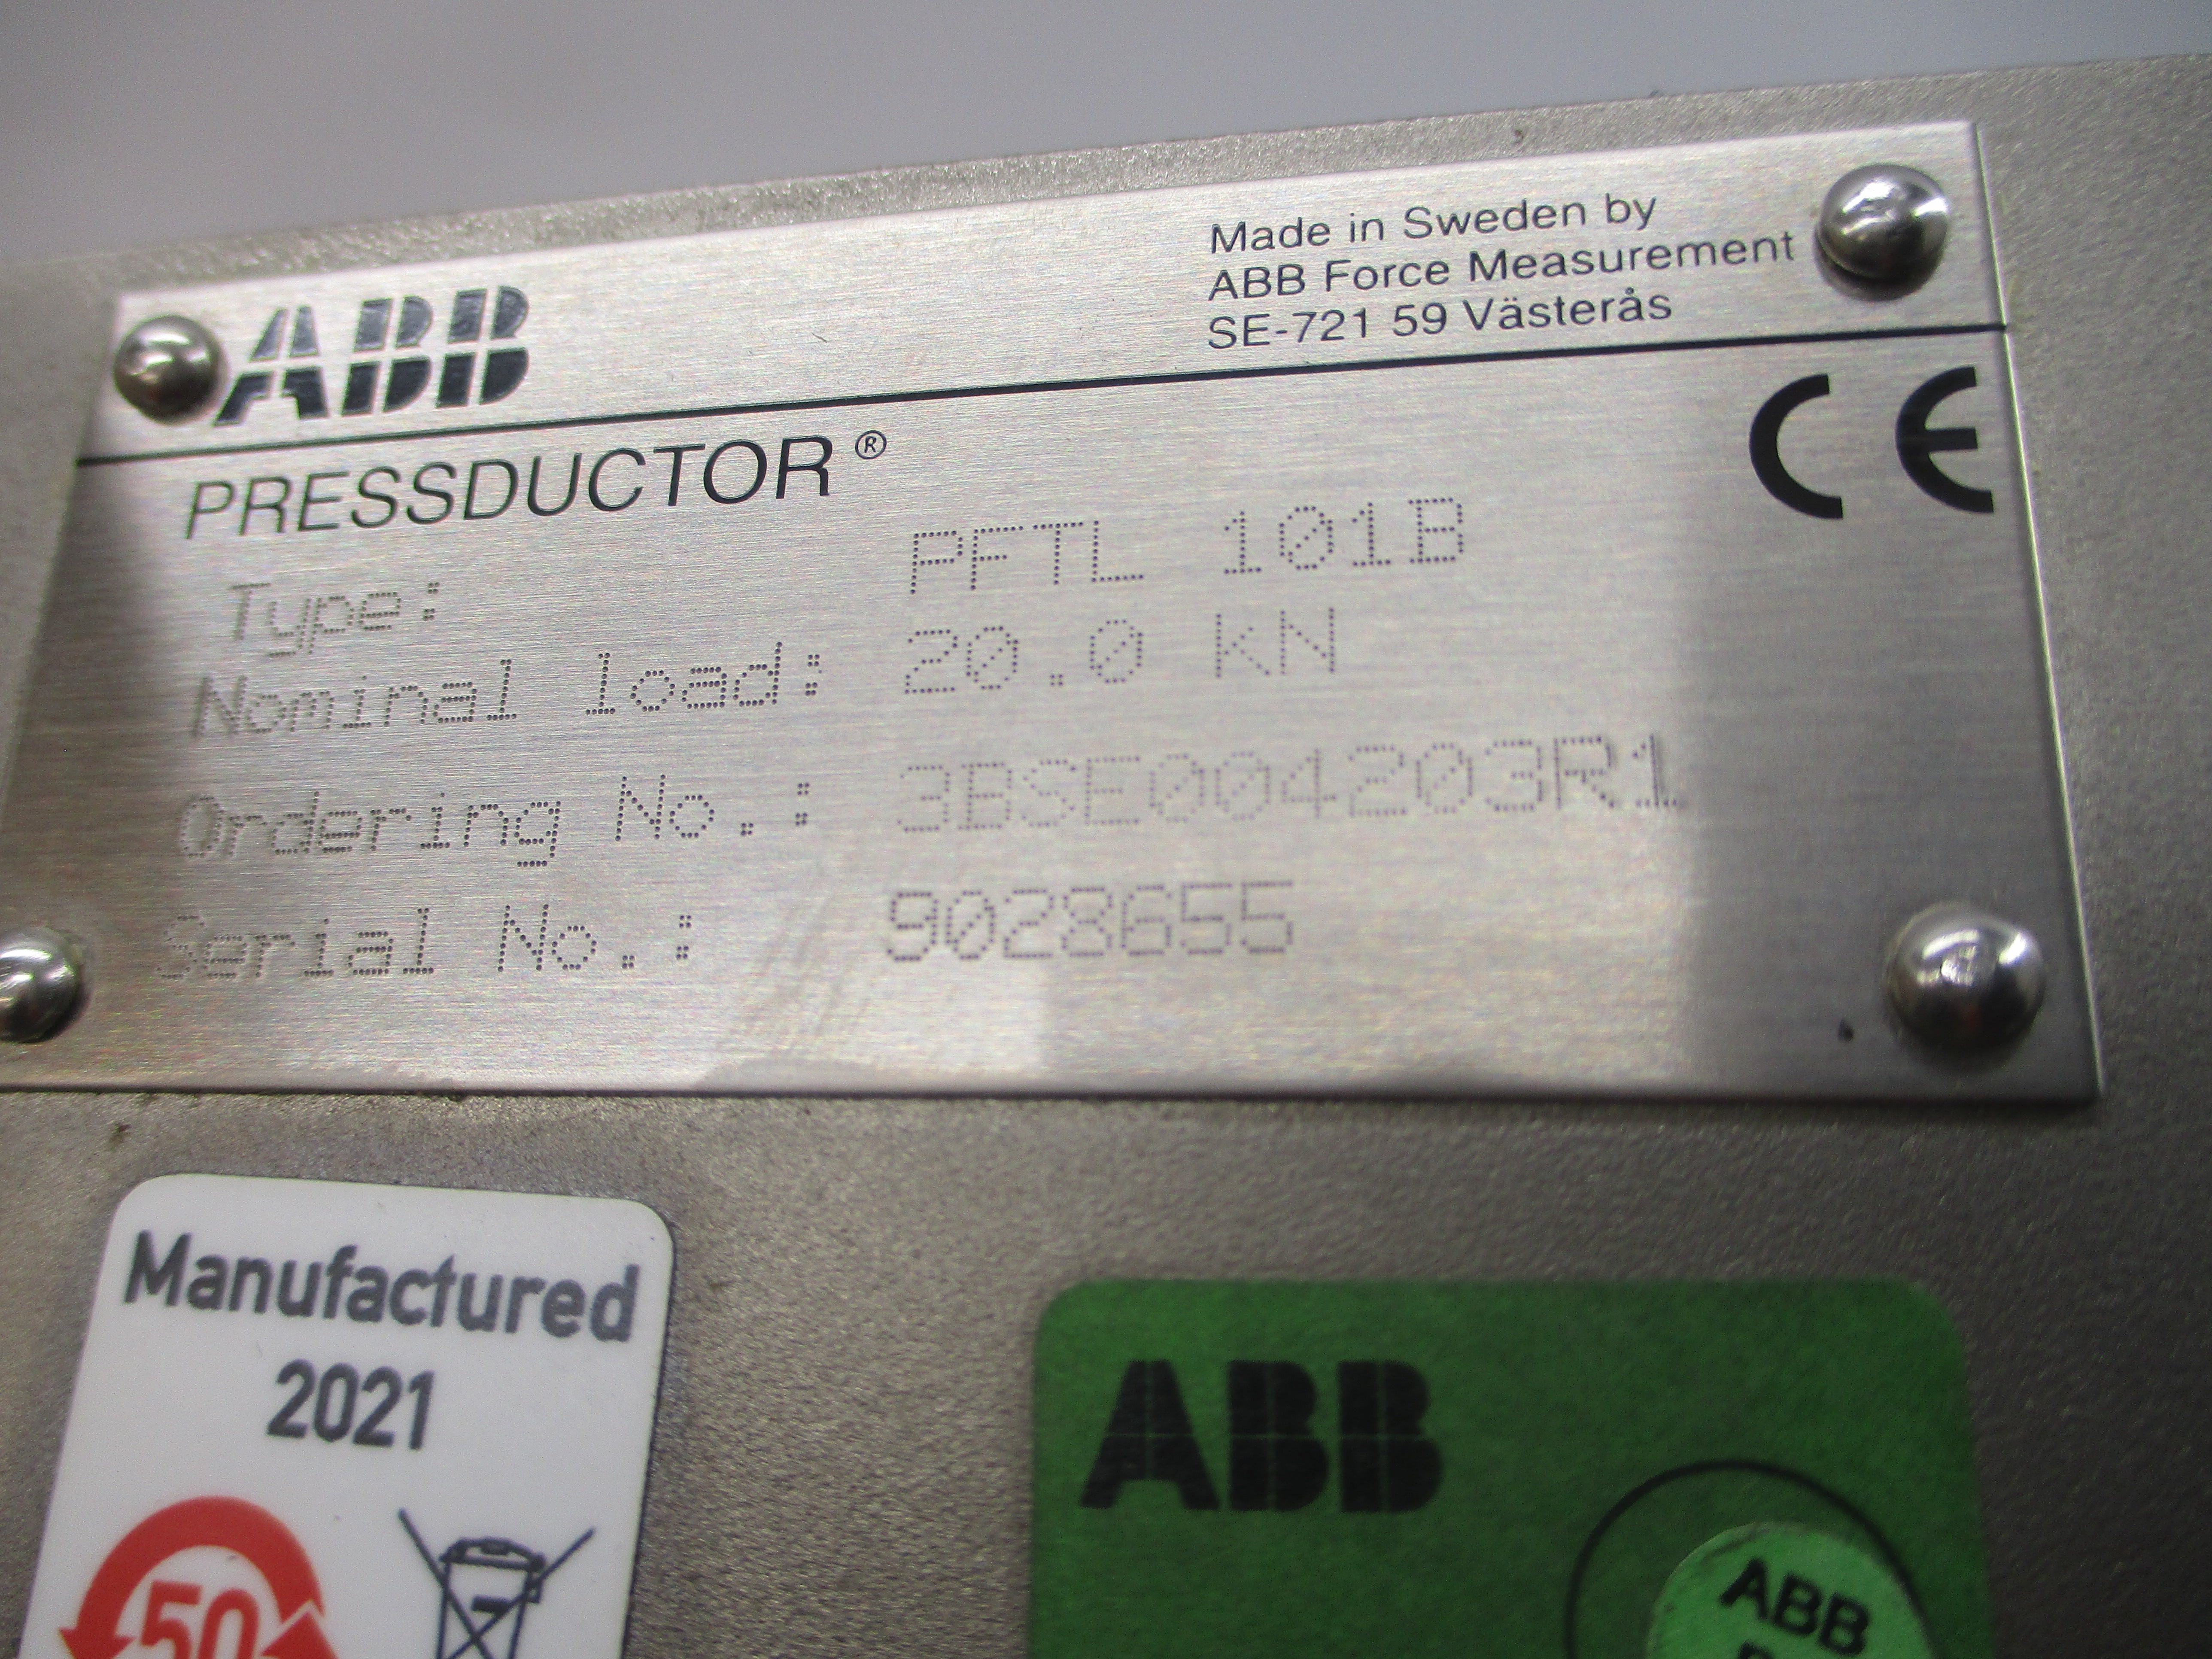 ABB
Made in Sweden by
ABB Force Measurement
SE-721 59 Västerås
CE
PRESSDUCTOR®
Type: PFTL 101B
Nominal load: 20.0 kN
Ordering No.: 3BSE004203R1
Serial No.: 9028655
Manufactured
2021
50
ABB
ABB